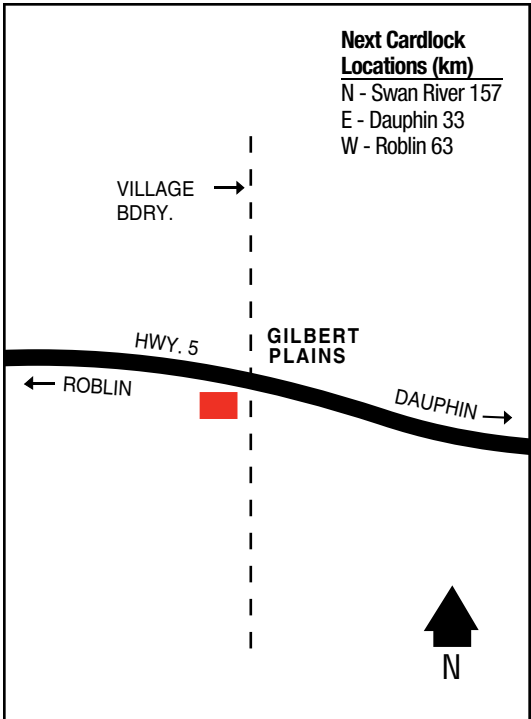 Next Cardlock
Locations (km)
N - Swan River 157
E - Dauphin 33
W - Roblin 63
VILLAGE
BDRY.
HWY. 5
GILBERT
PLAINS
ROBLIN
DAUPHIN
N